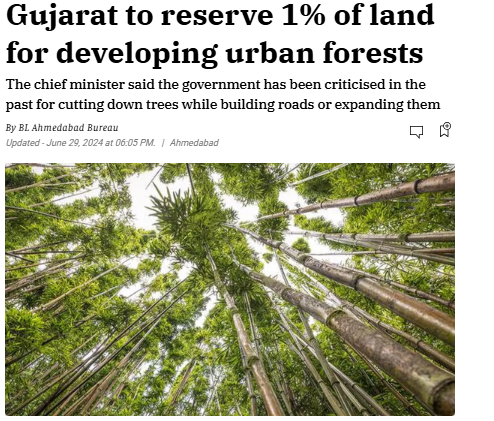 Gujarat to reserve 1% of land
for developing urban forests
The chief minister said the government has been criticised in the
past for cutting down trees while building roads or expanding them
By BL Ahmedabad Bureau
Updated - June 29, 2024 at 06:05 PM. | Ahmedabad